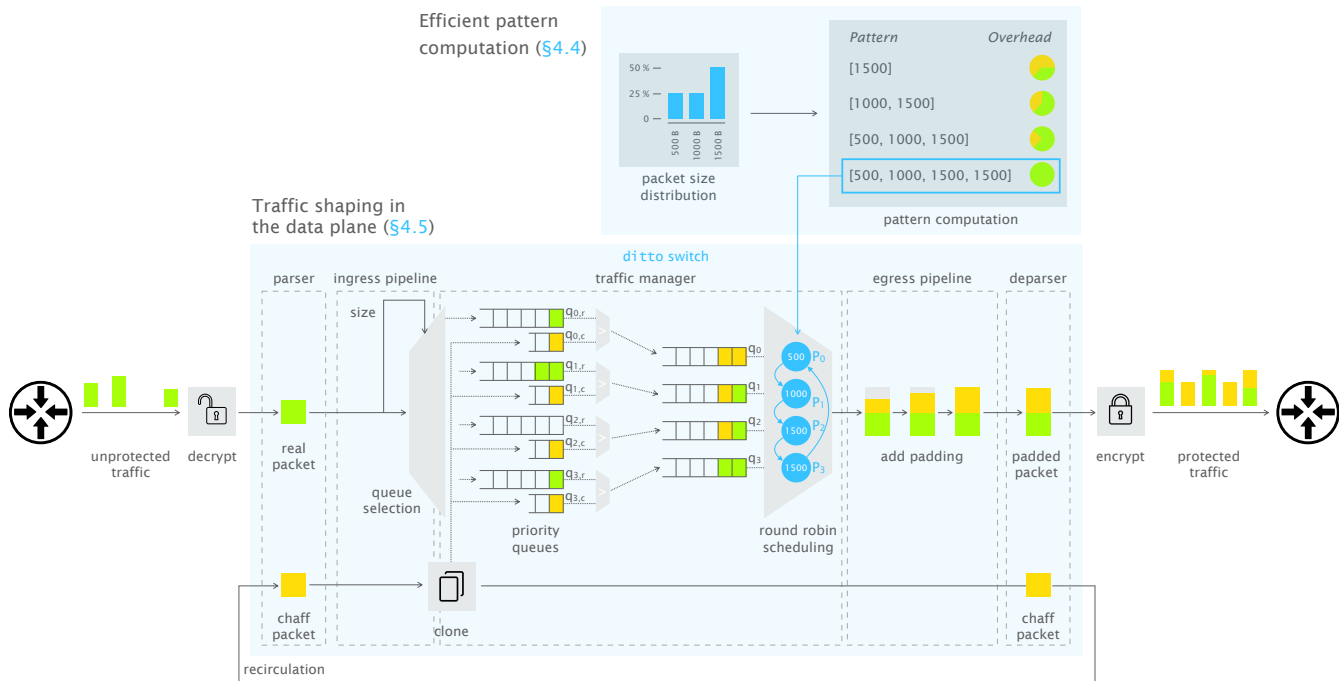 Efficient pattern
computation (§4.4)
50 %
25 %
0
500 B
1000 B
1500 B
packet size
distribution
Pattern Overhead
[1500]
[1000, 1500]
[500, 1000, 1500]
[500, 1000, 1500, 1500]
pattern computation
Traffic shaping in
the data plane (§4.5)
ditto switch
parser ingress pipeline traffic manager egress pipeline deparser
size
q0,r
q0,c
q1,r
q1,c
q2,r
q2,c
q3,r
q3,c
>
>
>
>
q0
q1
q2
q3
500 P0
1000 P1
1500 P2
1500 P3
unprotected
traffic
decrypt
real
packet
queue
selection
priority
queues
round robin
scheduling
add padding
padded
packet
encrypt
protected
traffic
chaff
packet
clone
chaff
packet
recirculation